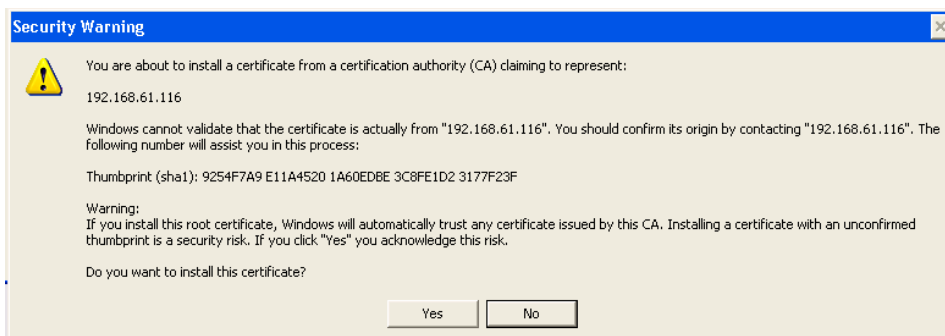 Security Warning
You are about to install a certificate from a certification authority (CA) claiming to represent:
192.168.61.116
Windows cannot validate that the certificate is actually from "192.168.61.116". You should confirm its origin by contacting "192.168.61.116". The
following number will assist you in this process:
Thumbprint (sha1): 9254F7A9 E11A4520 1A60EDBE 3C8FE1D2 3177F23F
Warning:
If you install this root certificate, Windows will automatically trust any certificate issued by this CA. Installing a certificate with an unconfirmed
thumbprint is a security risk. If you click "Yes" you acknowledge this risk.
Do you want to install this certificate?
Yes
No